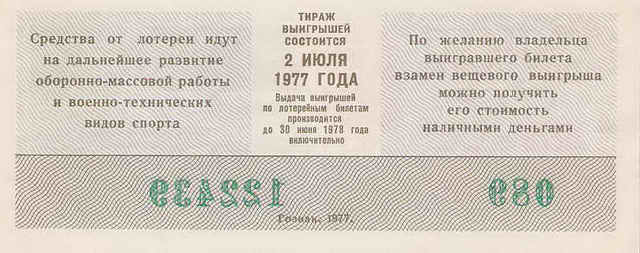 Средства от лотереи идут
на дальнейшее развитие
оборонно-массовой работы
и военно-технических
видов спорта
ТИРАЖ
ВЫИГРЫШЕЙ
СОСТОИТСЯ
2 ИЮЛЯ
1977 ГОДА
Выдача выигрышей
по лотерейным билетам
производится
до 30 июня 1978 года
включительно
По желанию владельца
выигравшего билета
взамен вещевого выигрыша
можно получить
его стоимость
наличными деньгами
1224339
089
Гознак. 1977.